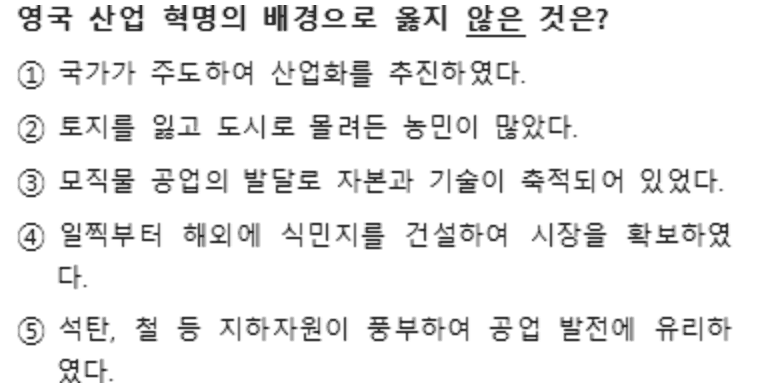 영국 산업 혁명의 배경으로 옳지 않은 것은?
① 국가가 주도하여 산업화를 추진하였다.
② 토지를 잃고 도시로 몰려든 농민이 많았다.
③ 모직물 공업의 발달로 자본과 기술이 축적되어 있었다.
④ 일찍부터 해외에 식민지를 건설하여 시장을 확보하였
다.
⑤ 석탄, 철 등 지하자원이 풍부하여 공업 발전에 유리하
였다.